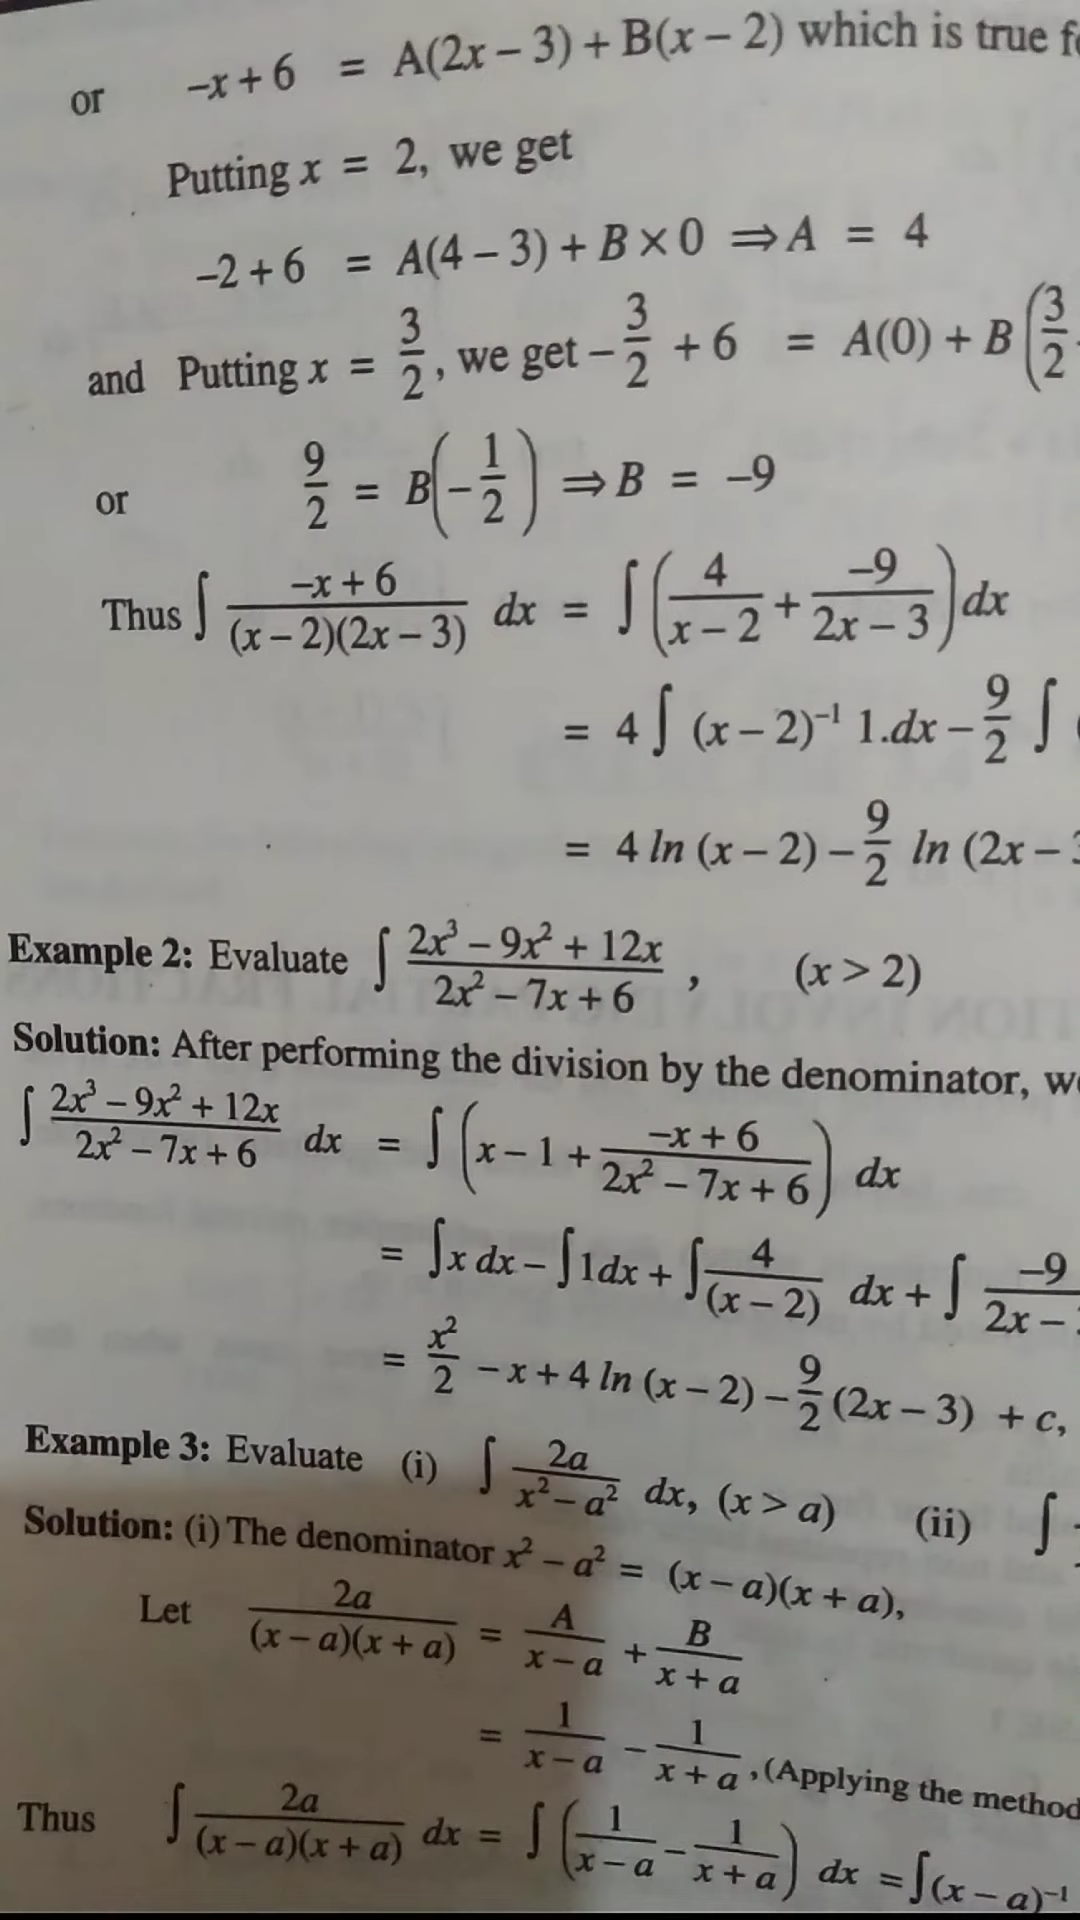 or –x + 6 = A(2x – 3) + B(x – 2) which is true
Putting x = 2, we get
–2 + 6 = A(4 – 3) + B × 0 ⇒ A = 4
and Putting x = 3/2, we get – 3/2 + 6 = A(0) + B(3/2
or 9/2 = B(–1/2) ⇒ B = –9
Thus ∫ (–x + 6)/((x – 2)(2x – 3)) dx = ∫ (4/(x – 2) + –9/(2x – 3)) dx
= 4 ∫ (x – 2)⁻¹ 1.dx – 9/2 ∫
= 4 ln (x – 2) – 9/2 ln (2x –
Example 2: Evaluate ∫ (2x³ – 9x² + 12x)/(2x² – 7x + 6) , (x > 2)
Solution: After performing the division by the denominator,
∫ (2x³ – 9x² + 12x)/(2x² – 7x + 6) dx = ∫ (x – 1 + (–x + 6)/(2x² – 7x + 6)) dx
= ∫x dx – ∫1dx + ∫ 4/(x – 2) dx + ∫ –9/(2x –
= x²/2 – x + 4 ln (x – 2) – 9/2 (2x – 3) + c,
Example 3: Evaluate (i) ∫ 2a/(x² – a²) dx, (x > a) (ii) ∫
Solution: (i) The denominator x² – a² = (x – a)(x + a),
Let 2a/((x – a)(x + a)) = A/(x – a) + B/(x + a)
= 1/(x – a) – 1/(x + a) ,(Applying the method
Thus ∫ 2a/((x – a)(x + a)) dx = ∫ (1/(x – a) – 1/(x + a)) dx = ∫(x – a)⁻¹